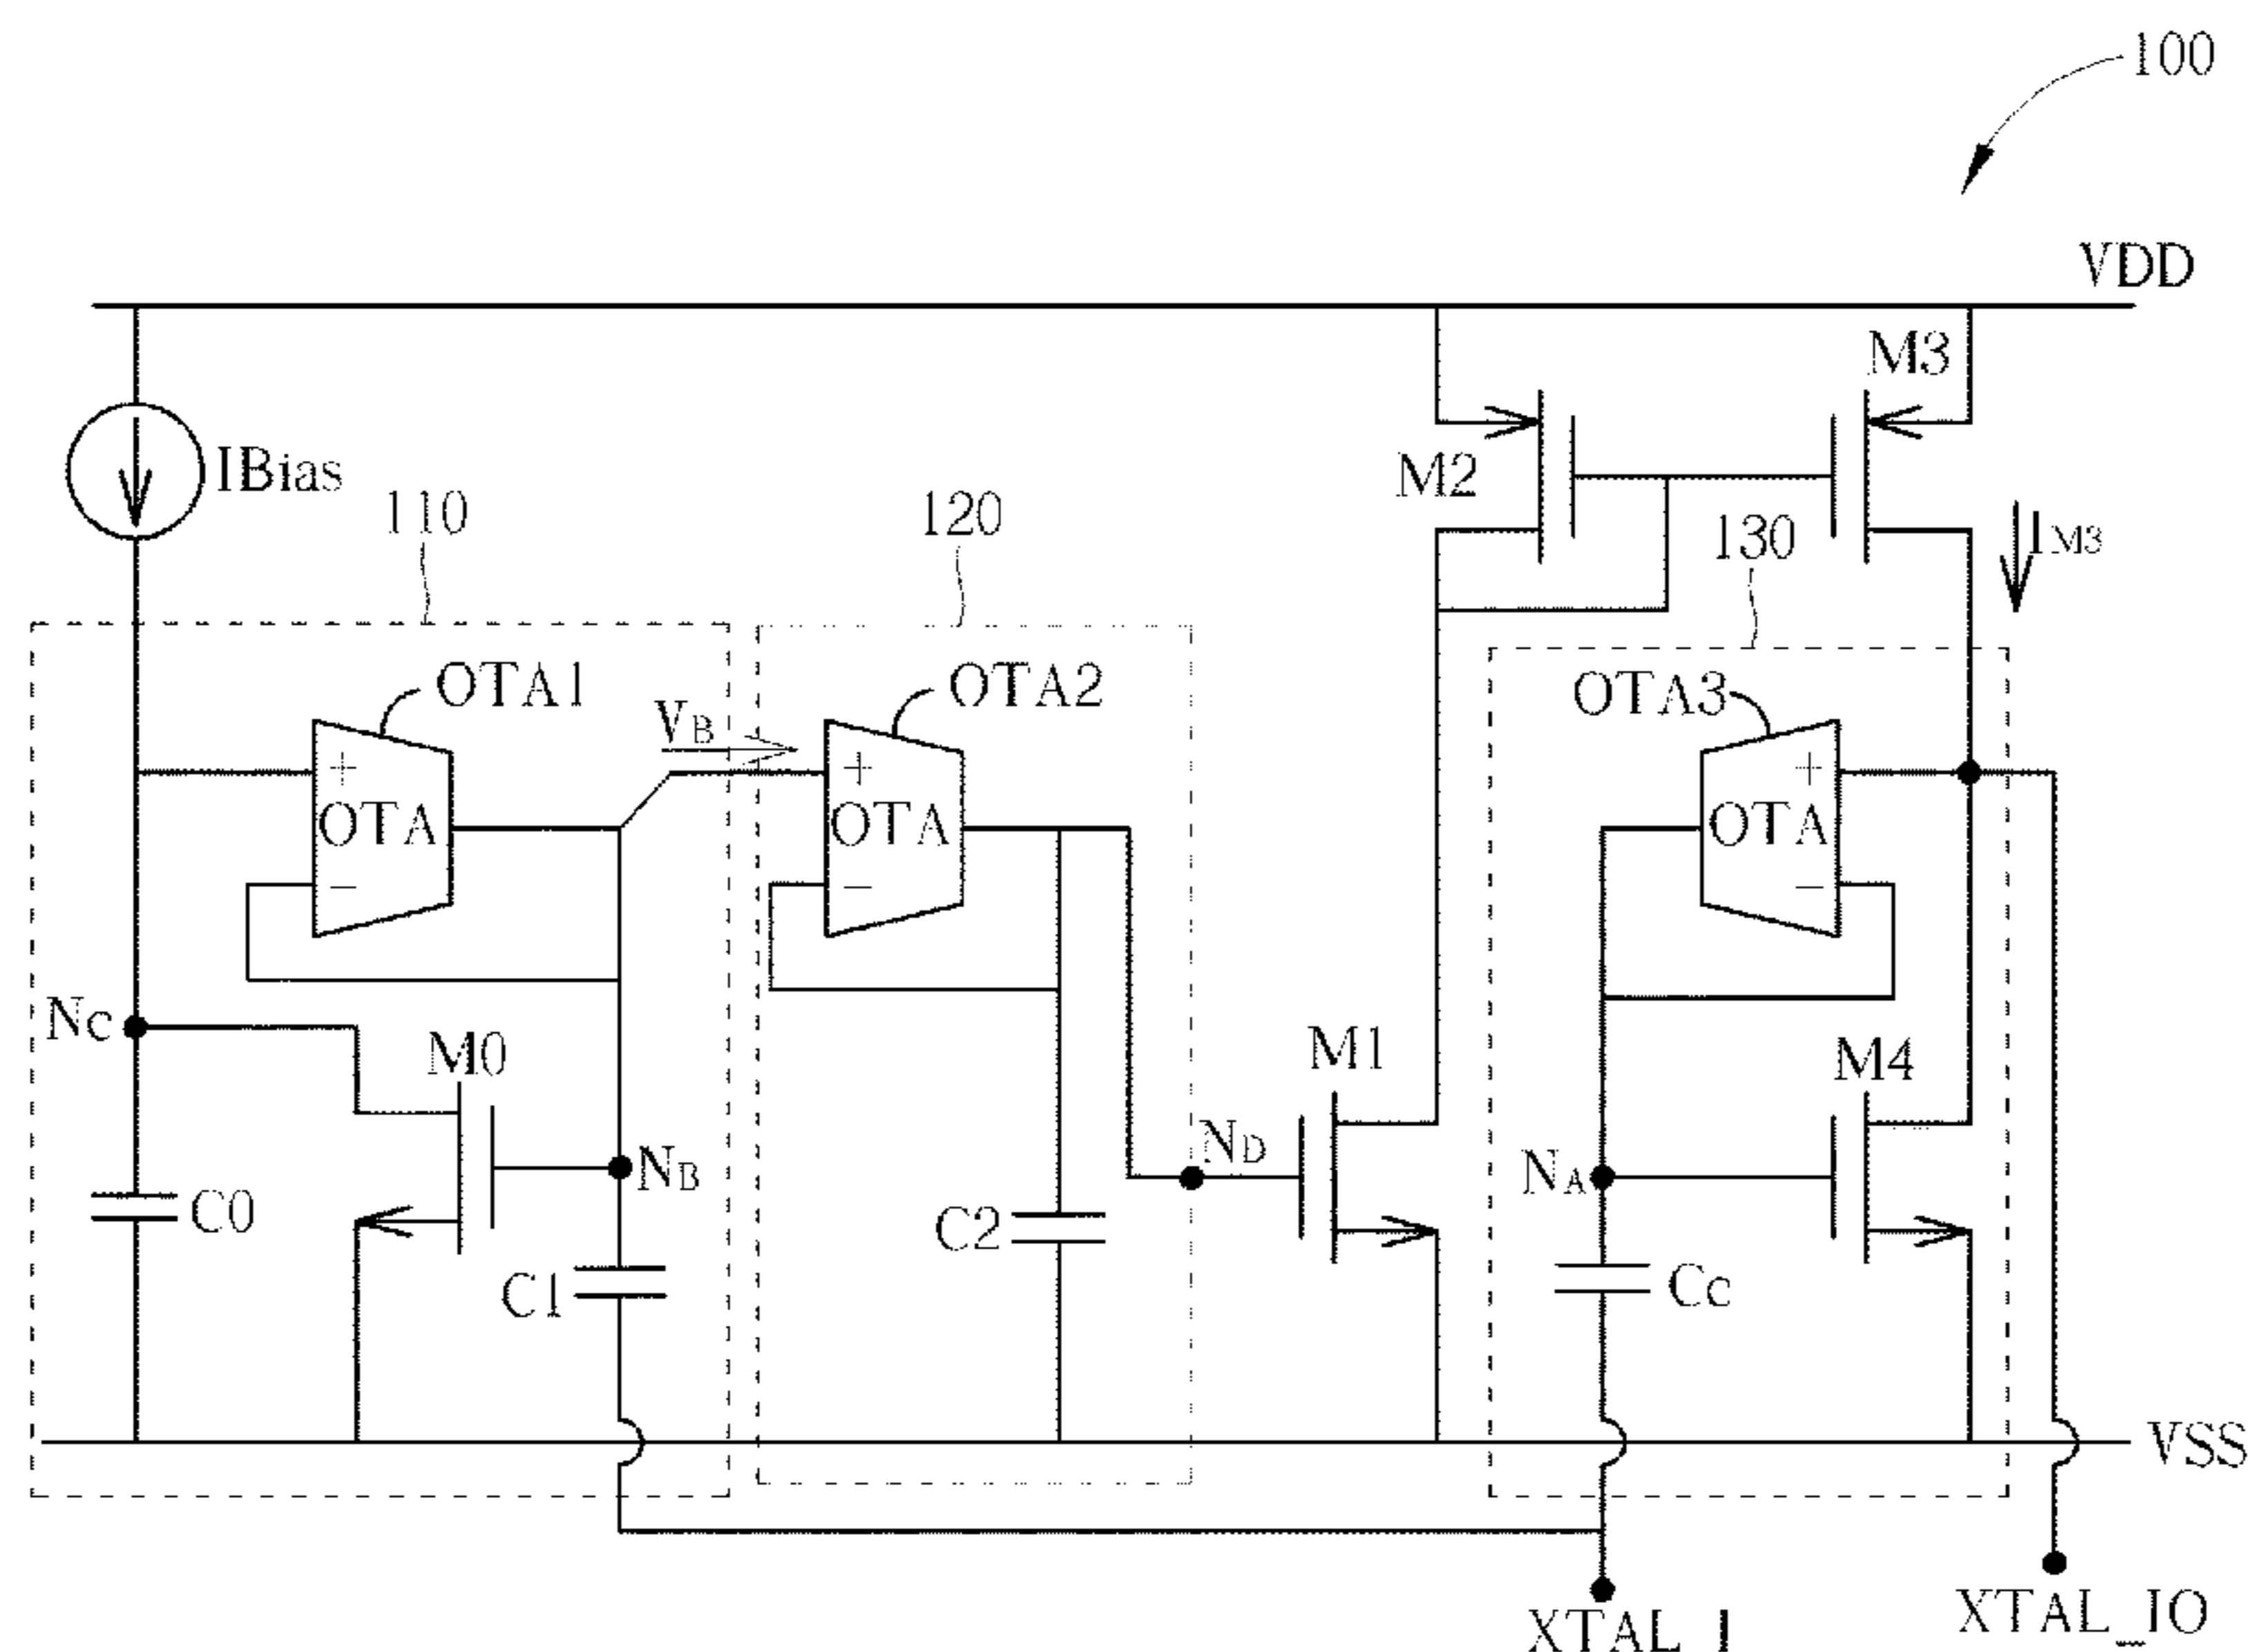 100
VDD
M3
IBias
M2
110
120
130
IM3
OTA1
VB
OTA2
OTA3
+
+
+
OTA
OTA
OTA
−
−
−
NC
M0
M1
M4
NB
ND
NA
C0
C2
C1
Cc
VSS
XTAL_I
XTAL_IO